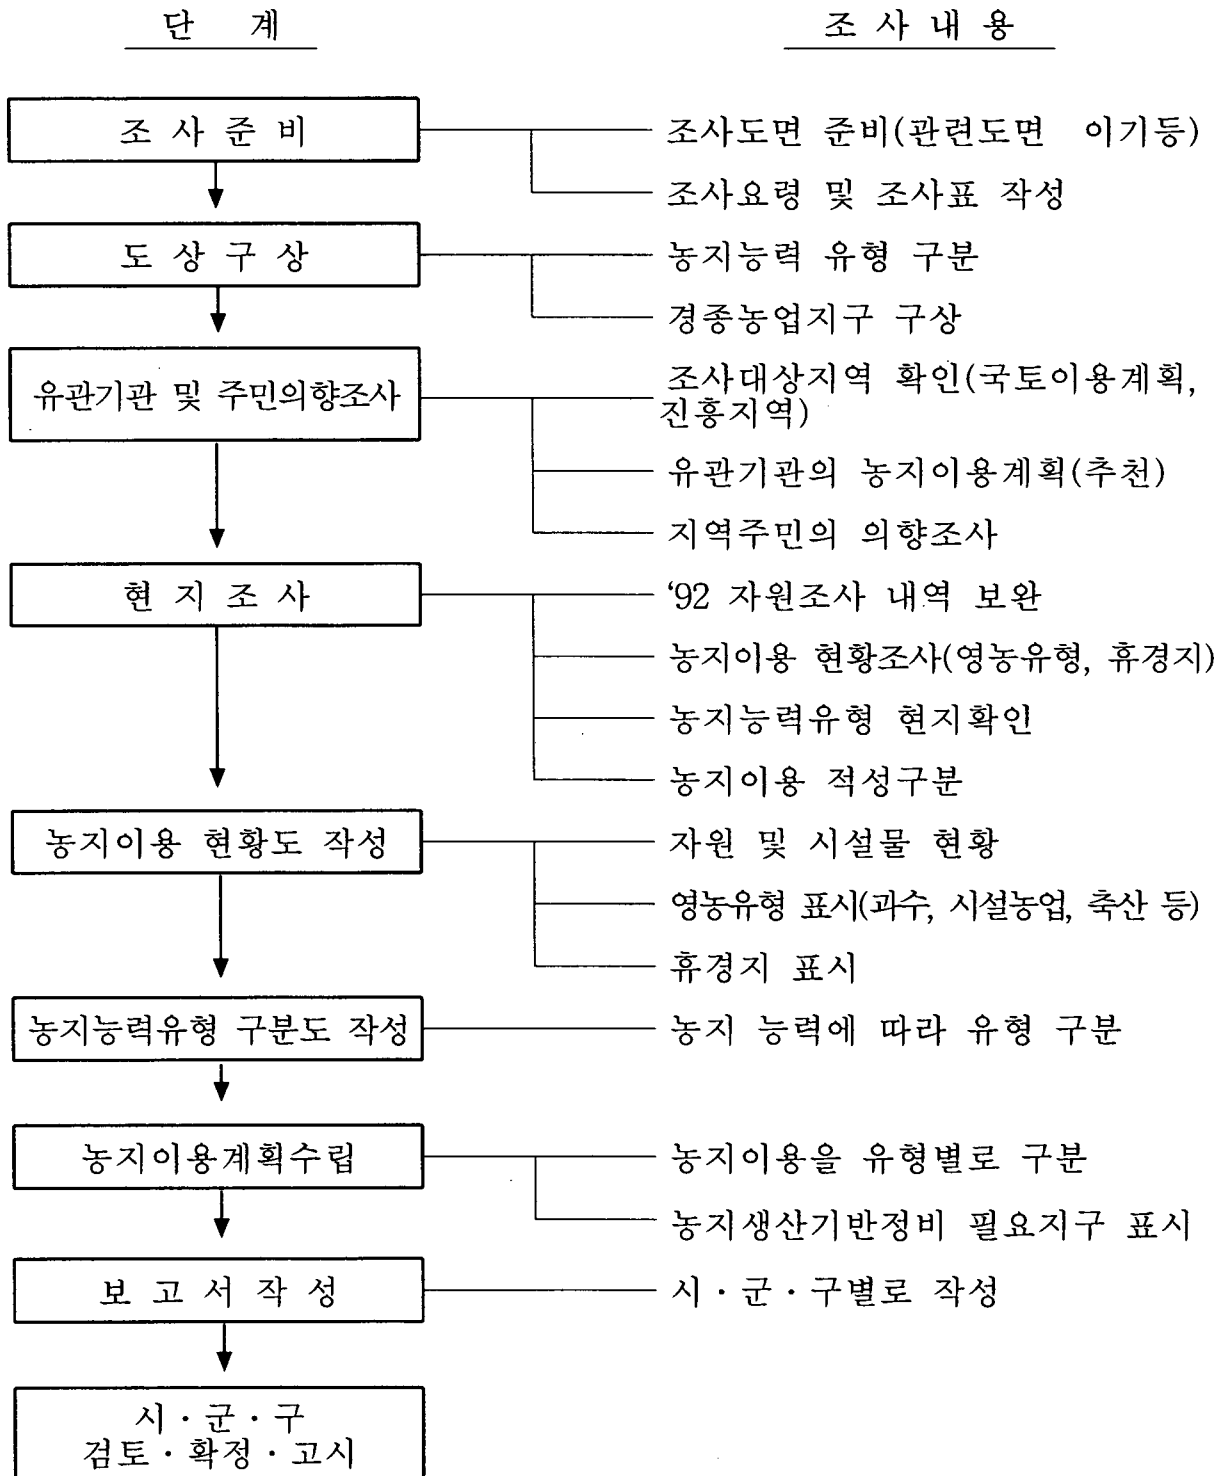 단 계
조 사 내 용
조 사 준 비
조사도면 준비(관련도면 이기등)
조사요령 및 조사표 작성
도 상 구 상
농지능력 유형 구분
경종농업지구 구상
유관기관 및 주민의향조사
조사대상지역 확인(국토이용계획,
진흥지역)
유관기관의 농지이용계획(추천)
지역주민의 의향조사
현 지 조 사
'92 자원조사 내역 보완
농지이용 현황조사(영농유형, 휴경지)
농지능력유형 현지확인
농지이용 적성구분
농지이용 현황도 작성
자원 및 시설물 현황
영농유형 표시(과수, 시설농업, 축산 등)
휴경지 표시
농지능력유형 구분도 작성
농지 능력에 따라 유형 구분
농지이용계획수립
농지이용을 유형별로 구분
농지생산기반정비 필요지구 표시
보 고 서 작 성
시·군·구별로 작성
시·군·구
검토·확정·고시